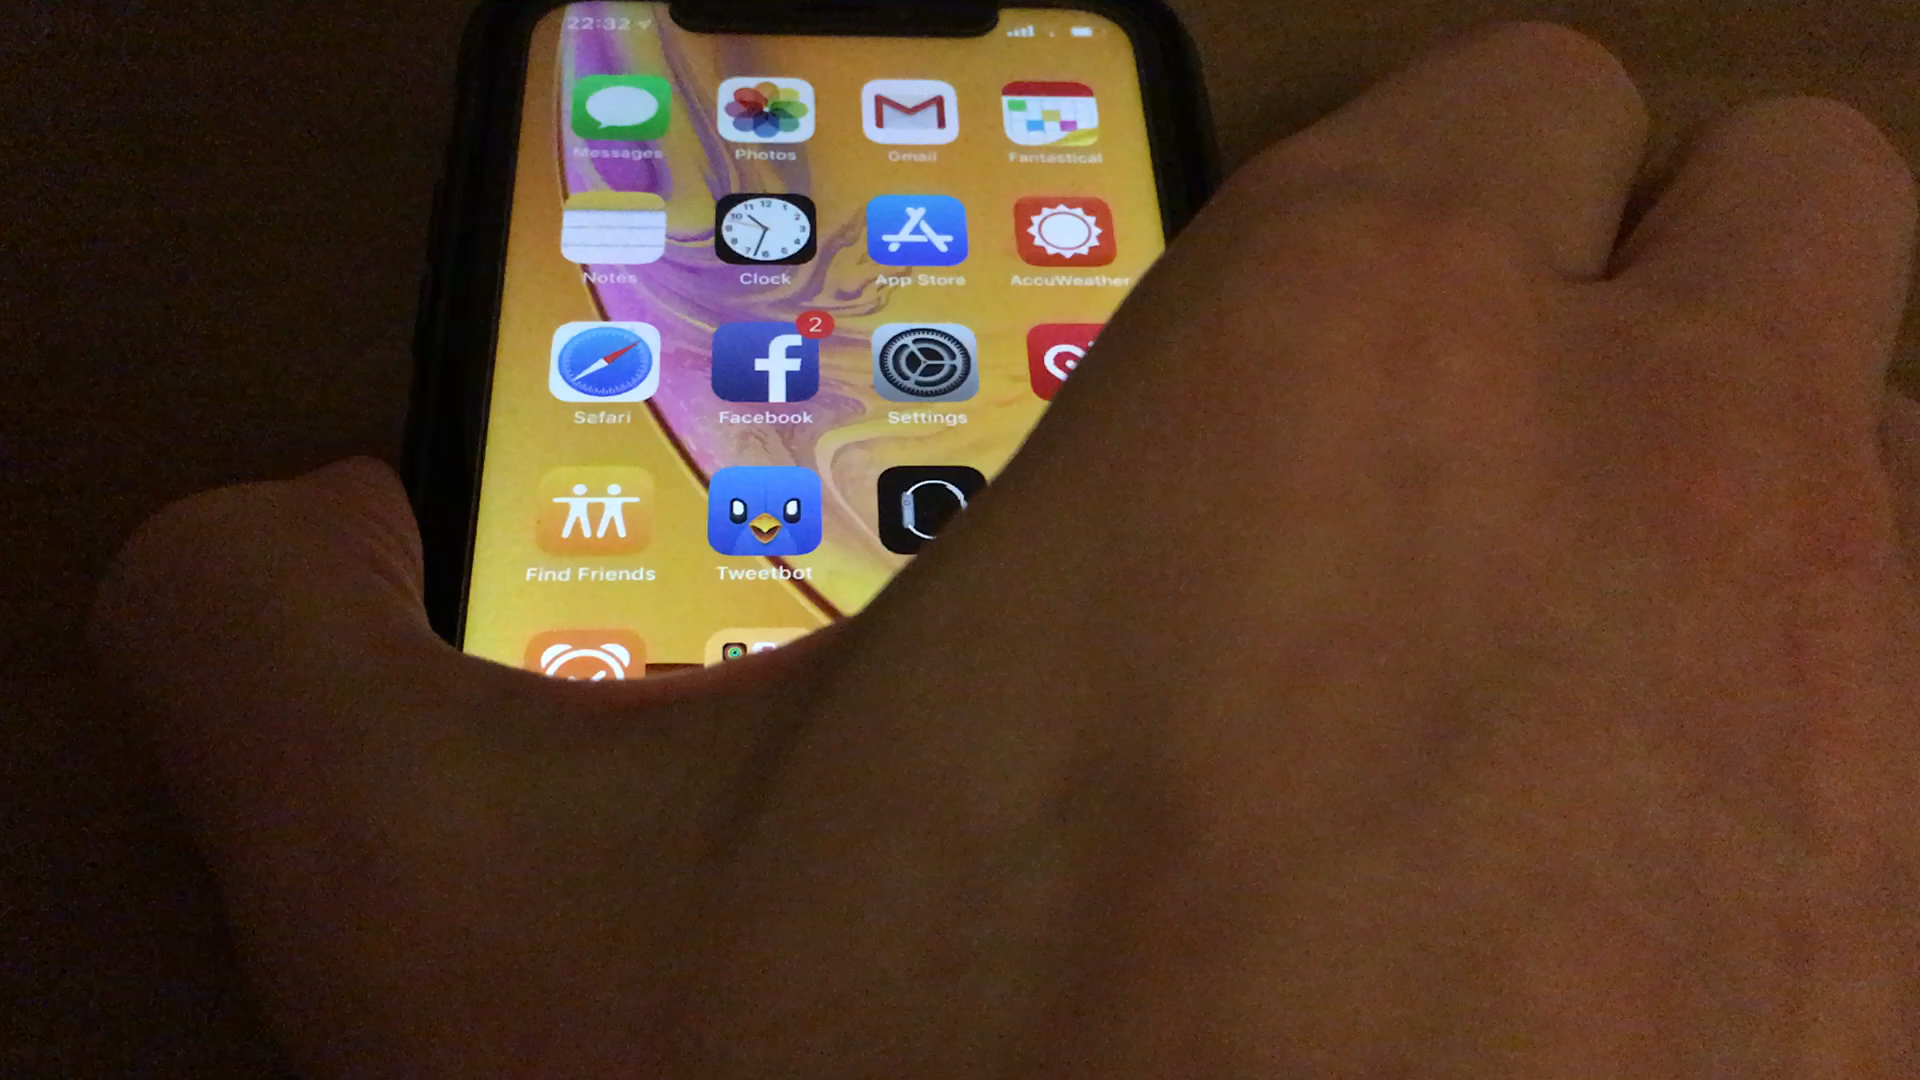 22:32
Messages Photos Gmail Fantastical
Notes Clock App Store AccuWeather
2
Safari Facebook Settings
Find Friends Tweetbot